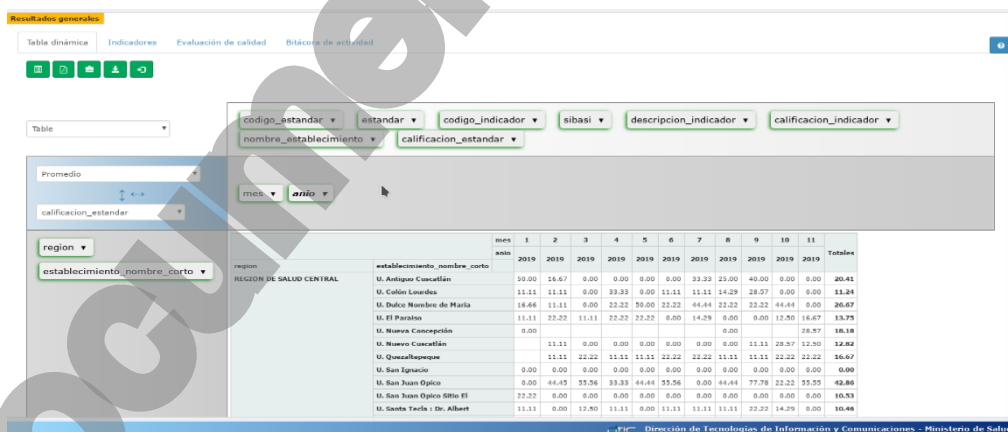 Resultados generales
Tabla dinámica Indicadores Evaluación de calidad Bitácora de actividad
codigo_estandar ▾ estandar ▾ codigo_indicador ▾ sibasi ▾ descripcion_indicador ▾ calificacion_indicador ▾
Table
nombre_establecimiento ▾ calificacion_estandar ▾
Promedio
mes ▾ anio ▾
calificacion_estandar
region ▾
establecimiento_nombre_corto ▾
mes 1 2 3 4 5 6 7 8 9 10 11 Totales
anio 2019 2019 2019 2019 2019 2019 2019 2019 2019 2019 2019
region establecimiento_nombre_corto
REGION DE SALUD CENTRAL U. Antiguo Cuscatlán 50.00 16.67 0.00 0.00 0.00 0.00 33.33 25.00 40.00 0.00 0.00 20.41
U. Colón Lourdes 11.11 11.11 0.00 33.33 0.00 11.11 11.11 14.29 28.57 0.00 0.00 11.24
U. Dulce Nombre de Maria 16.66 11.11 0.00 22.22 50.00 22.22 44.44 22.22 22.22 44.44 0.00 26.67
U. El Paraiso 11.11 22.22 11.11 22.22 22.22 0.00 14.29 0.00 0.00 12.50 16.67 13.75
U. Nueva Concepción 0.00 0.00 28.57 18.18
U. Nuevo Cuscatlán 11.11 0.00 0.00 0.00 0.00 0.00 0.00 11.11 28.57 12.50 12.82
U. Quezaltepeque 11.11 22.22 11.11 11.11 22.22 22.22 11.11 11.11 22.22 22.22 16.67
U. San Ignacio 0.00 0.00 0.00 0.00 0.00 0.00 0.00 0.00 0.00 0.00 0.00 0.00
U. San Juan Opico 0.00 44.45 55.56 33.33 44.44 55.56 0.00 44.44 77.78 22.22 55.55 42.86
U. San Juan Opico Sitio El 22.22 0.00 0.00 0.00 0.00 0.00 0.00 0.00 0.00 0.00 0.00 10.53
U. Santa Tecla : Dr. Albert 11.11 0.00 12.50 11.11 0.00 11.11 11.11 11.11 22.22 14.29 0.00 10.46
Dirección de Tecnologías de Información y Comunicaciones - Ministerio de Salu